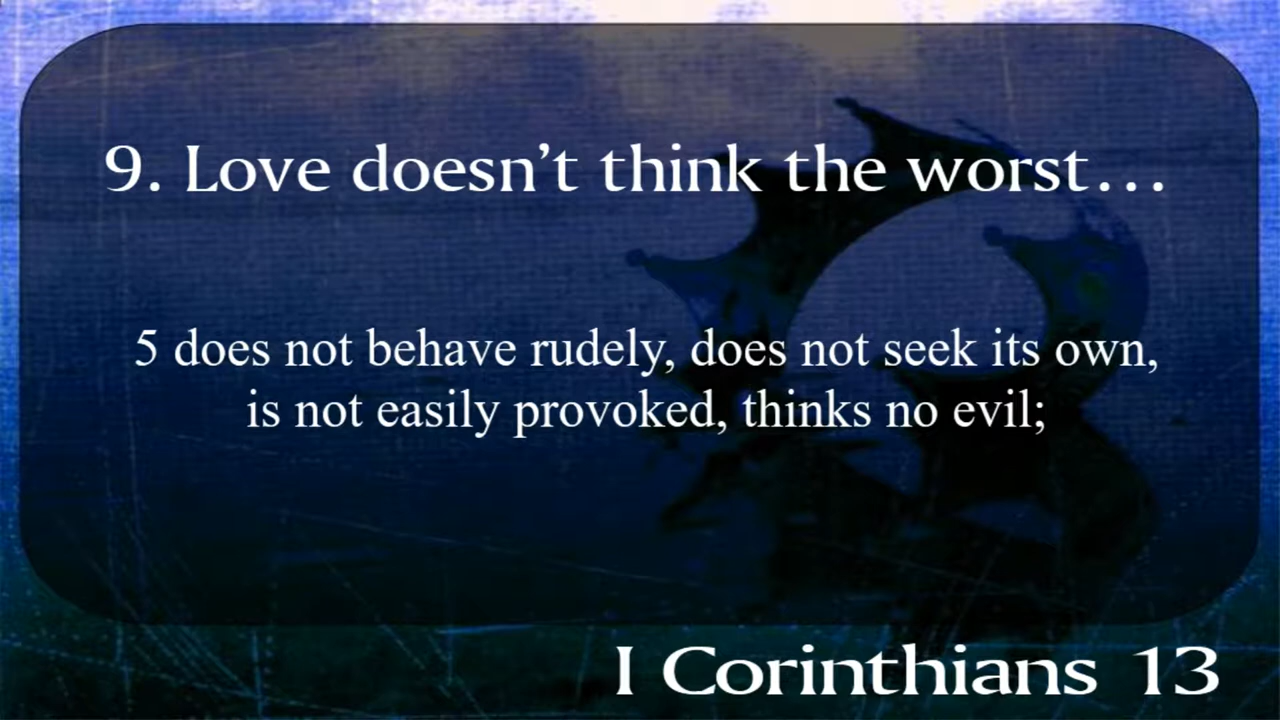 9. Love doesn’t think the worst…
5 does not behave rudely, does not seek its own,
is not easily provoked, thinks no evil;
I Corinthians 13